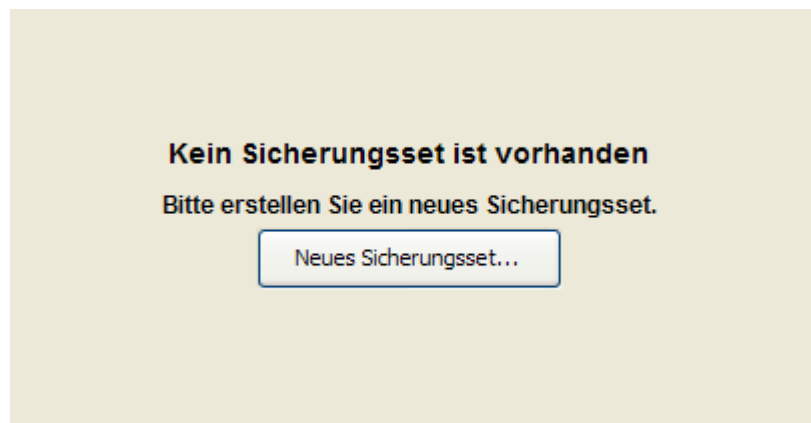 Kein Sicherungsset ist vorhanden
Bitte erstellen Sie ein neues Sicherungsset.
Neues Sicherungsset...